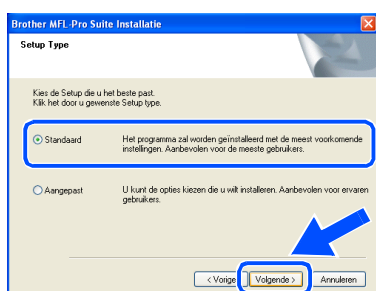 Brother MFL-Pro Suite Installatie
Setup Type
Kies de Setup die u het beste past.
Klik het door u gewenste Setup type.
Standaard
Het programma zal worden geïnstalleerd met de meest voorkomende
instellingen. Aanbevolen voor de meeste gebruikers.
Aangepast
U kunt de opties kiezen die u wilt installeren. Aanbevolen voor ervaren
gebruikers.
< Vorige
Volgende >
Annuleren